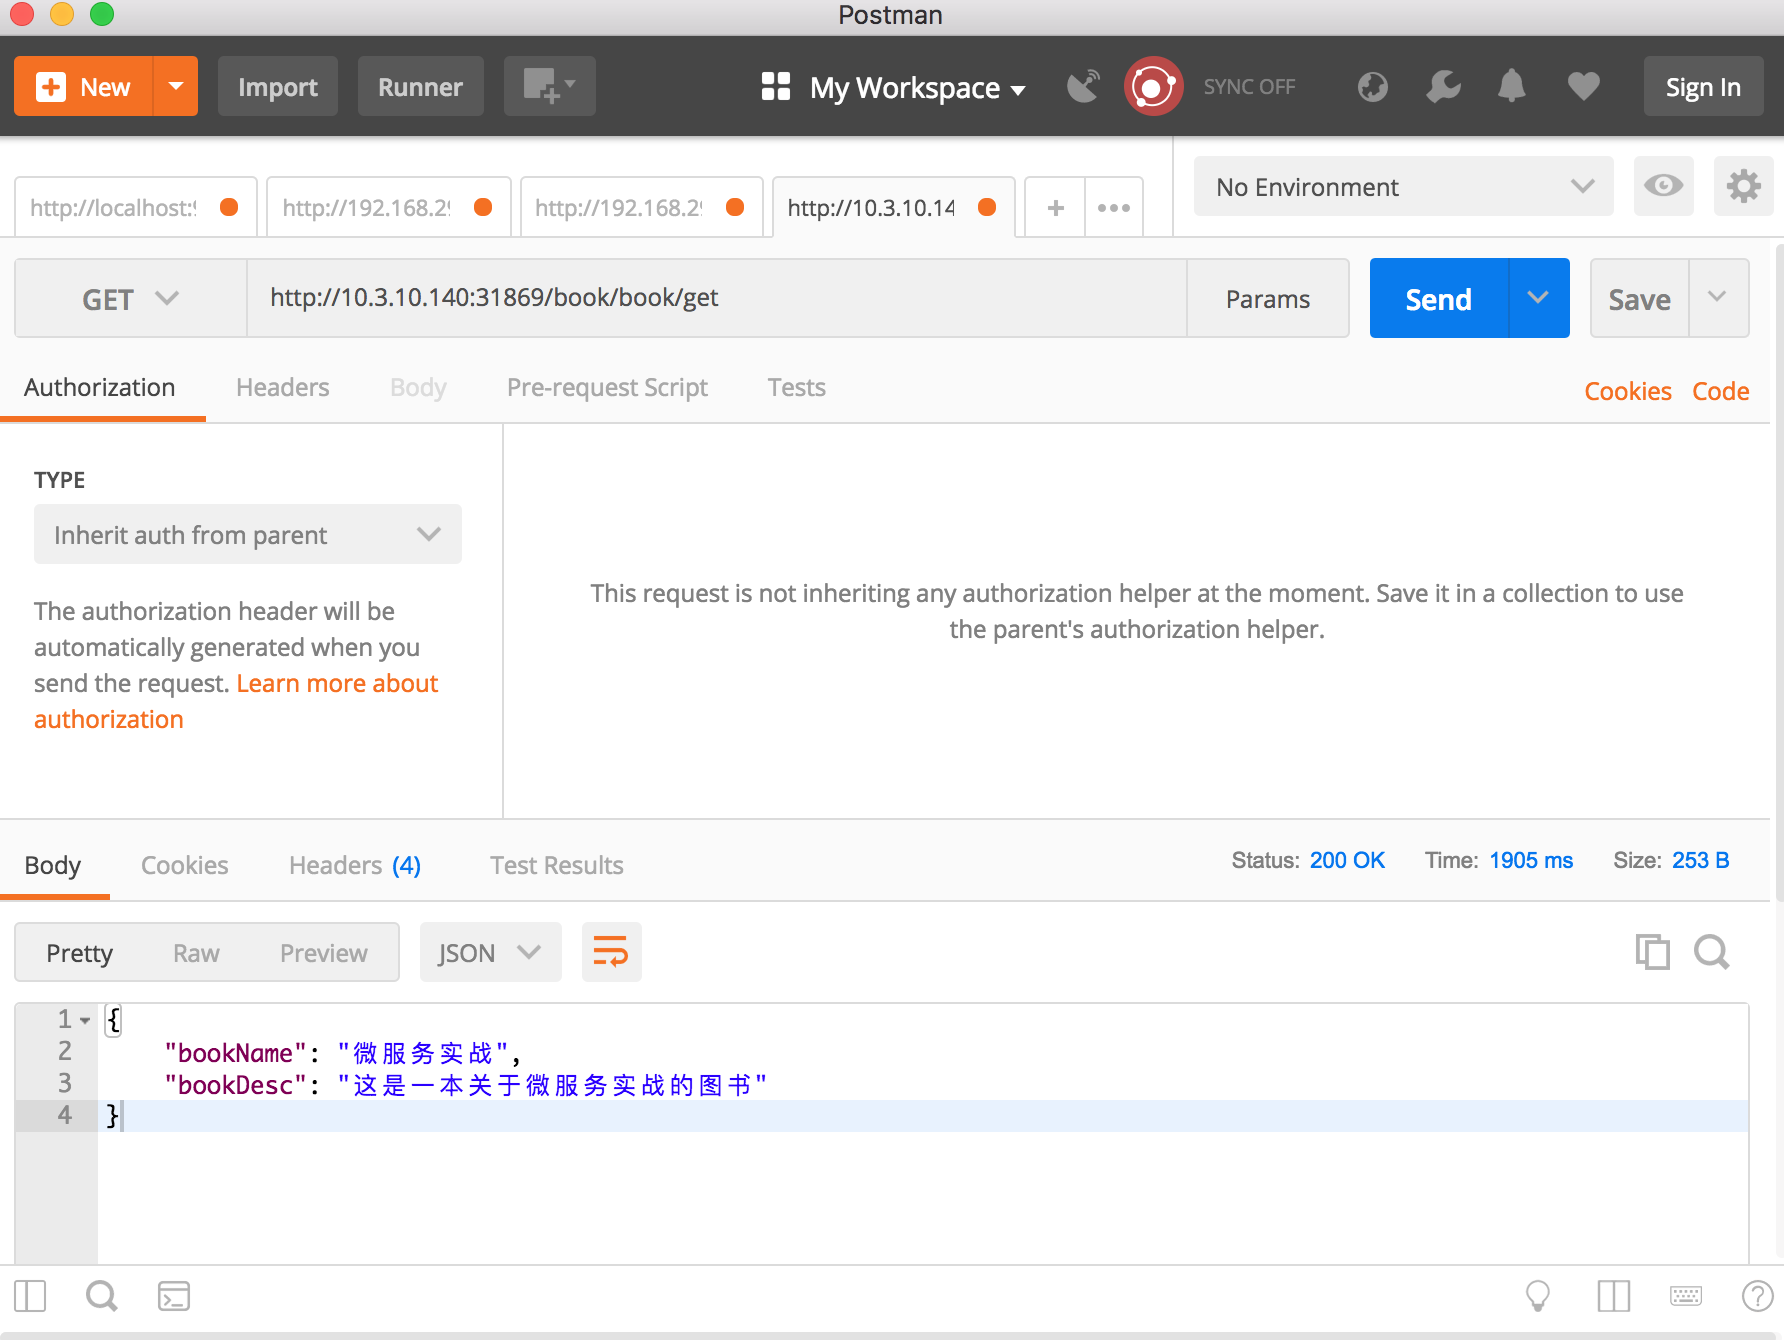 Postman
New
Import
Runner
My Workspace
SYNC OFF
Sign In
http://localhost:9
http://192.168.29
http://192.168.29
http://10.3.10.14
No Environment
GET
http://10.3.10.140:31869/book/book/get
Params
Send
Save
Authorization
Headers
Body
Pre-request Script
Tests
Cookies
Code
TYPE
Inherit auth from parent
The authorization header will be
automatically generated when you
send the request. Learn more about
authorization
This request is not inheriting any authorization helper at the moment. Save it in a collection to use
the parent's authorization helper.
Body
Cookies
Headers (4)
Test Results
Status: 200 OK
Time: 1905 ms
Size: 253 B
Pretty
Raw
Preview
JSON
1 {
2 "bookName": "微服务实战",
3 "bookDesc": "这是一本关于微服务实战的图书"
4 }